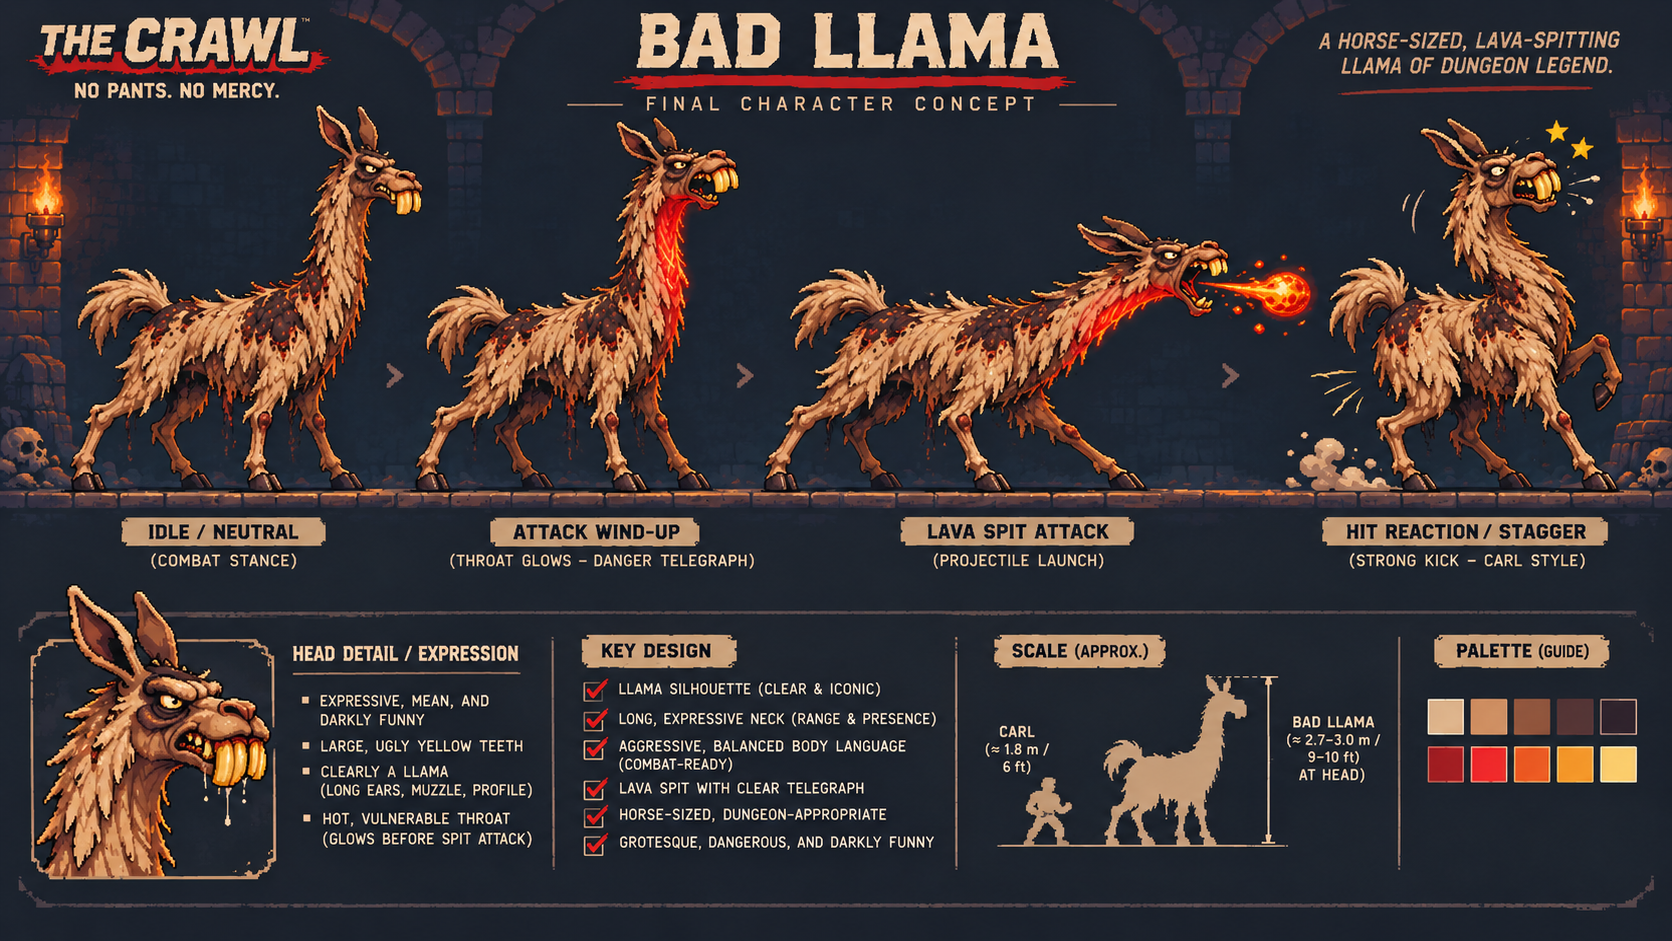 THE CRAWL™
NO PANTS. NO MERCY.
BAD LLAMA
FINAL CHARACTER CONCEPT
A HORSE-SIZED, LAVA-SPITTING
LLAMA OF DUNGEON LEGEND.
IDLE / NEUTRAL
(COMBAT STANCE)
ATTACK WIND-UP
(THROAT GLOWS – DANGER TELEGRAPH)
LAVA SPIT ATTACK
(PROJECTILE LAUNCH)
HIT REACTION / STAGGER
(STRONG KICK – CARL STYLE)
HEAD DETAIL / EXPRESSION
EXPRESSIVE, MEAN, AND
DARKLY FUNNY
LARGE, UGLY YELLOW TEETH
CLEARLY A LLAMA
(LONG EARS, MUZZLE, PROFILE)
HOT, VULNERABLE THROAT
(GLOWS BEFORE SPIT ATTACK)
KEY DESIGN
LLAMA SILHOUETTE (CLEAR & ICONIC)
LONG, EXPRESSIVE NECK (RANGE & PRESENCE)
AGGRESSIVE, BALANCED BODY LANGUAGE
(COMBAT-READY)
LAVA SPIT WITH CLEAR TELEGRAPH
HORSE-SIZED, DUNGEON-APPROPRIATE
GROTESQUE, DANGEROUS, AND DARKLY FUNNY
SCALE (APPROX.)
CARL
(≈ 1.8 m /
6 ft)
BAD LLAMA
(≈ 2.7–3.0 m /
9–10 ft)
AT HEAD)
PALETTE (GUIDE)